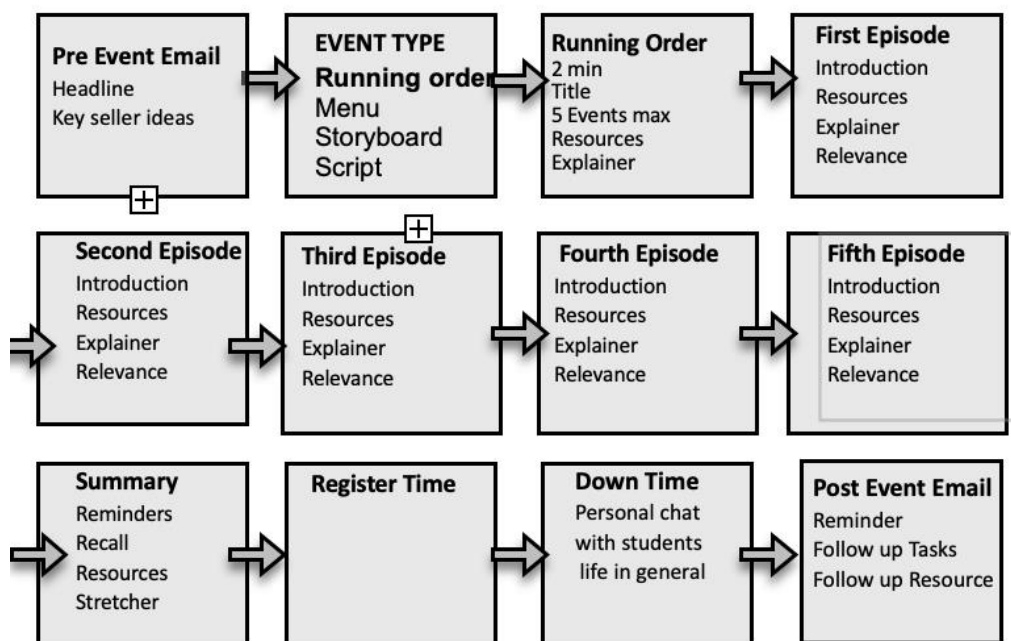 Pre Event Email
Headline
Key seller ideas
EVENT TYPE
Running order
Menu
Storyboard
Script
Running Order
2 min
Title
5 Events max
Resources
Explainer
First Episode
Introduction
Resources
Explainer
Relevance
Second Episode
Introduction
Resources
Explainer
Relevance
Third Episode
Introduction
Resources
Explainer
Relevance
Fourth Episode
Introduction
Resources
Explainer
Relevance
Fifth Episode
Introduction
Resources
Explainer
Relevance
Summary
Reminders
Recall
Resources
Stretcher
Register Time
Down Time
Personal chat
with students
life in general
Post Event Email
Reminder
Follow up Tasks
Follow up Resource